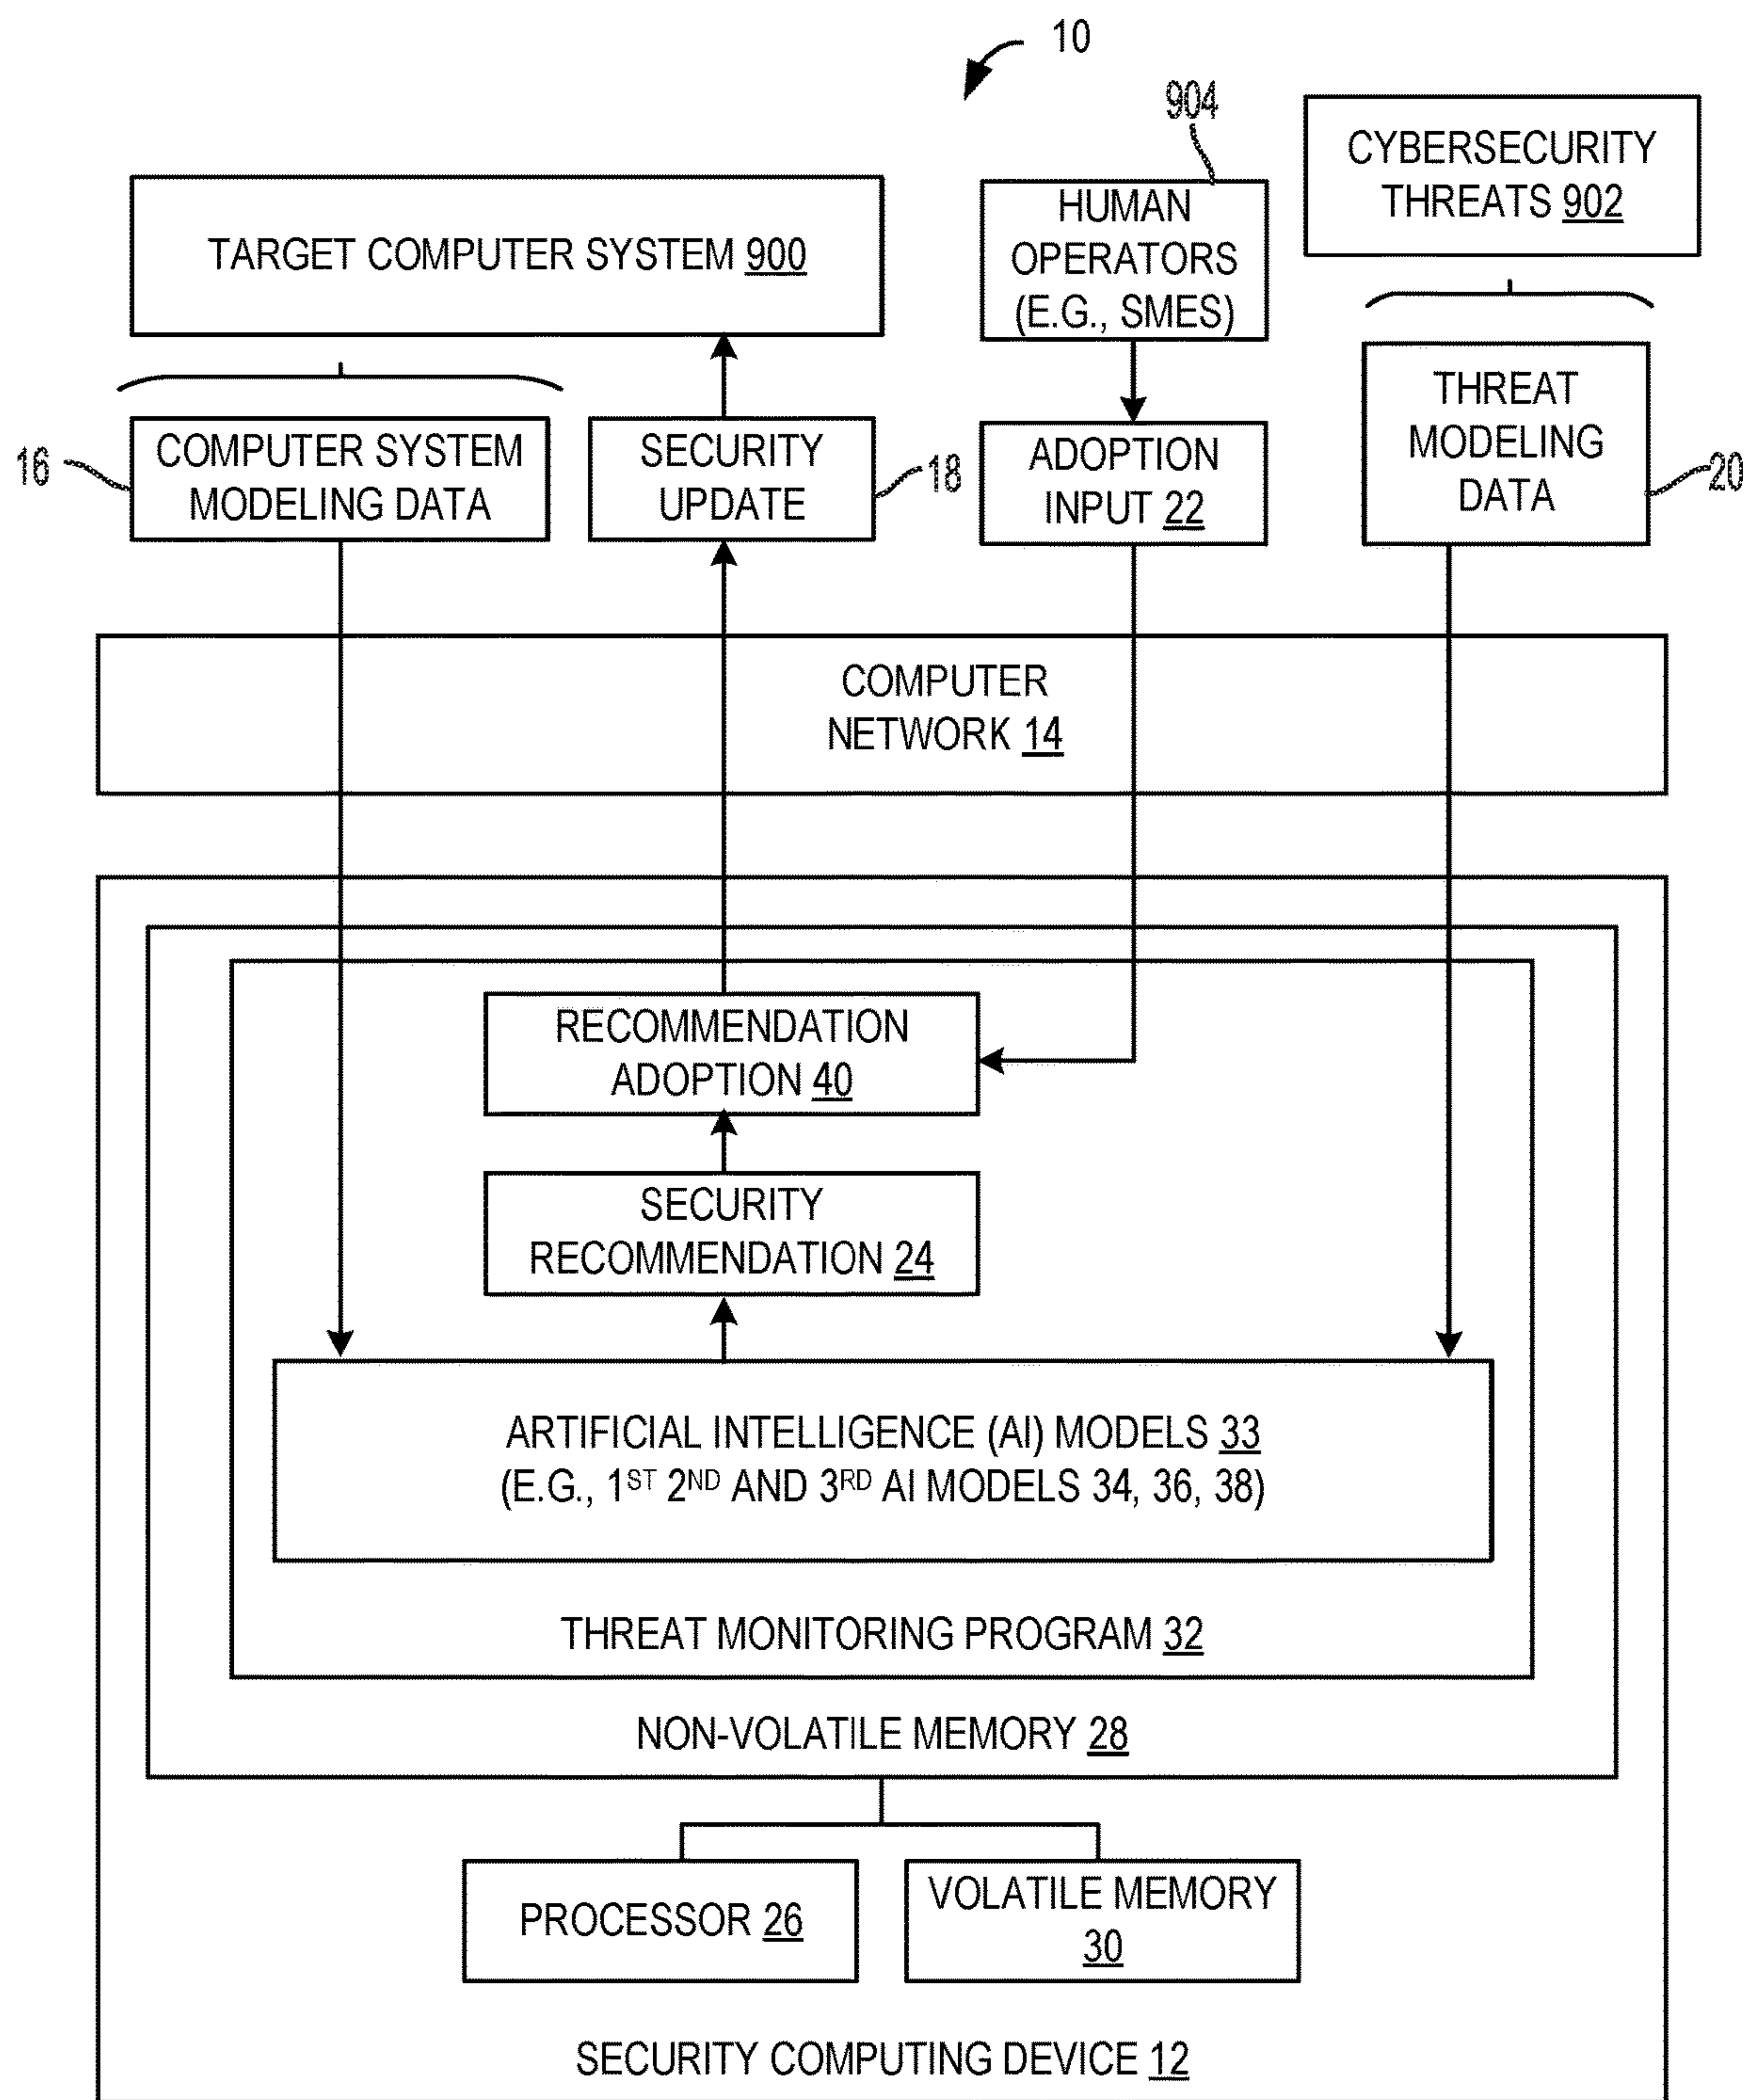 10
904
CYBERSECURITY
THREATS 902
TARGET COMPUTER SYSTEM 900
HUMAN
OPERATORS
(E.G., SMES)
16
COMPUTER SYSTEM
MODELING DATA
SECURITY
UPDATE
18
ADOPTION
INPUT 22
THREAT
MODELING
DATA
20
COMPUTER
NETWORK 14
RECOMMENDATION
ADOPTION 40
SECURITY
RECOMMENDATION 24
ARTIFICIAL INTELLIGENCE (AI) MODELS 33
(E.G., 1ST 2ND AND 3RD AI MODELS 34, 36, 38)
THREAT MONITORING PROGRAM 32
NON-VOLATILE MEMORY 28
PROCESSOR 26
VOLATILE MEMORY
30
SECURITY COMPUTING DEVICE 12